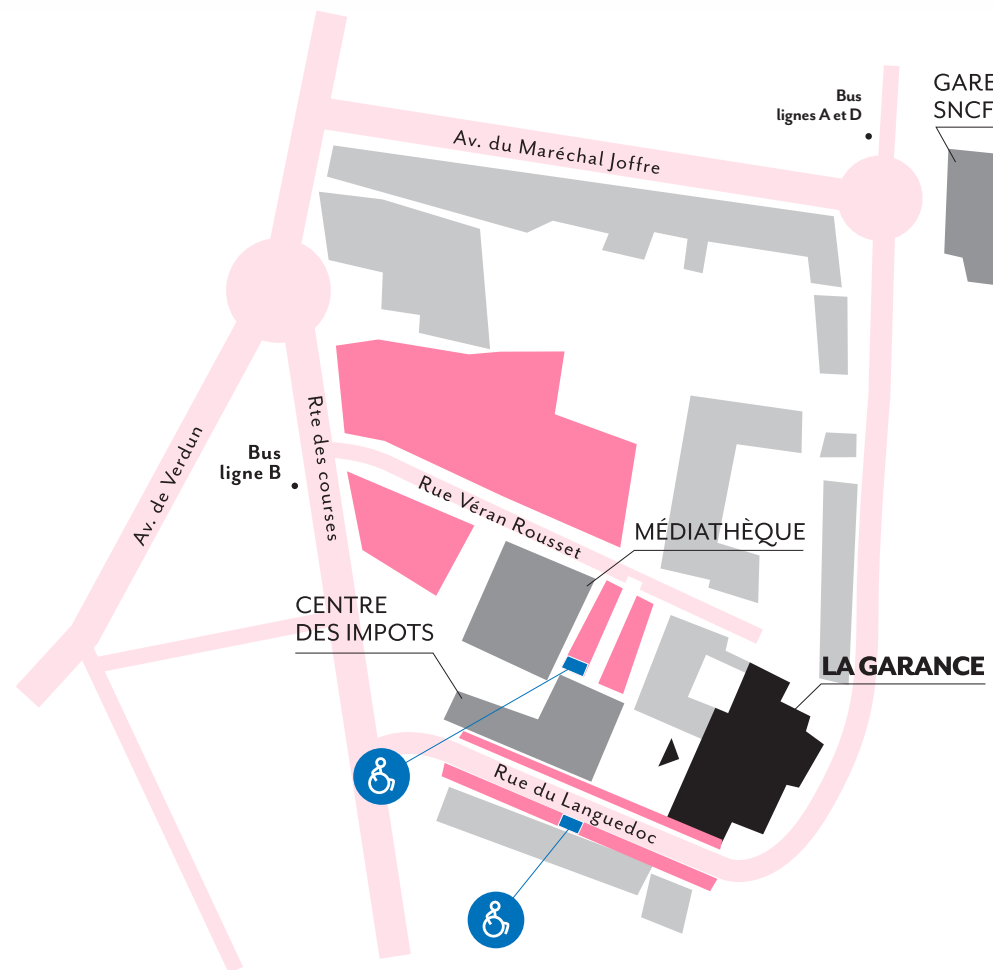 GARE
SNCF
Bus
lignes A et D
Av. du Maréchal Joffre
Rte des courses
Av. de Verdun
Bus
ligne B
Rue Véran Rousset
MÉDIATHÈQUE
CENTRE
DES IMPOTS
LA GARANCE
Rue du Languedoc